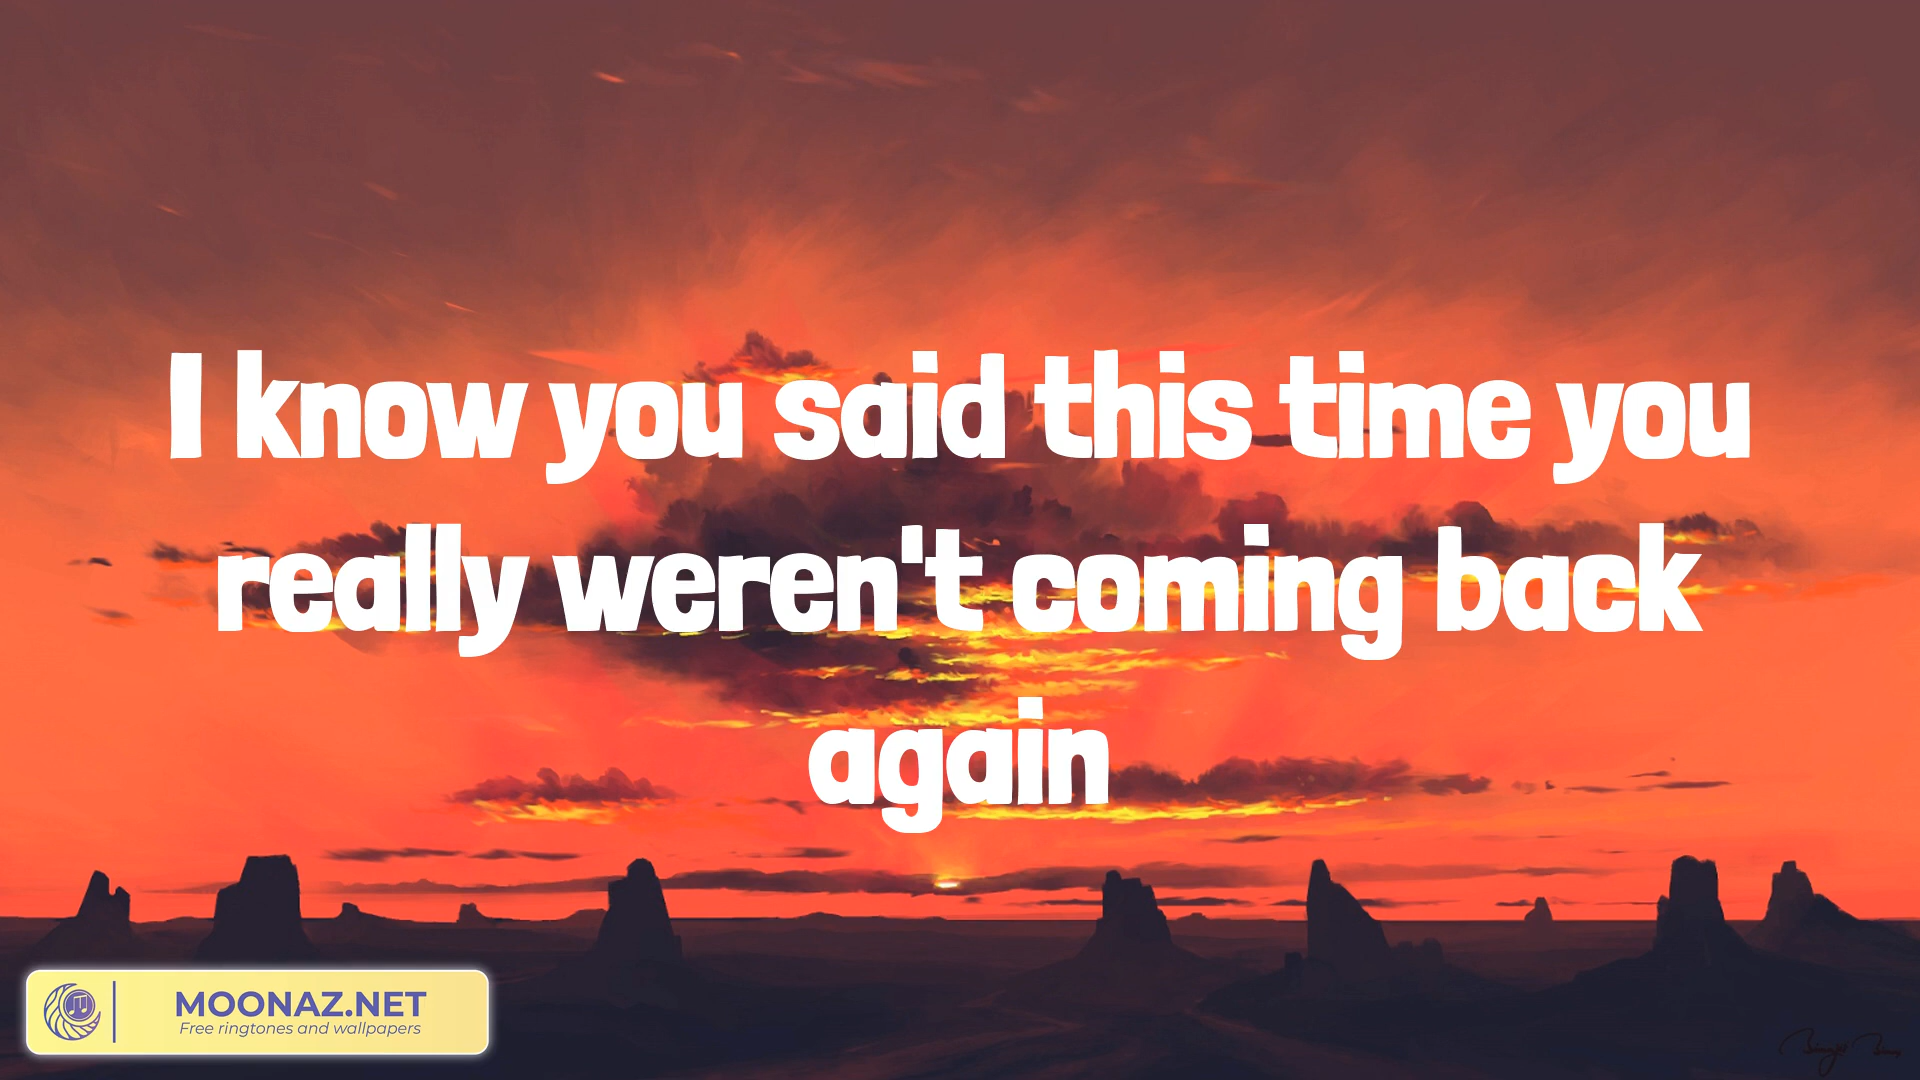 I know you said this time you
really weren't coming back
again
MOONAZ.NET
Free ringtones and wallpapers